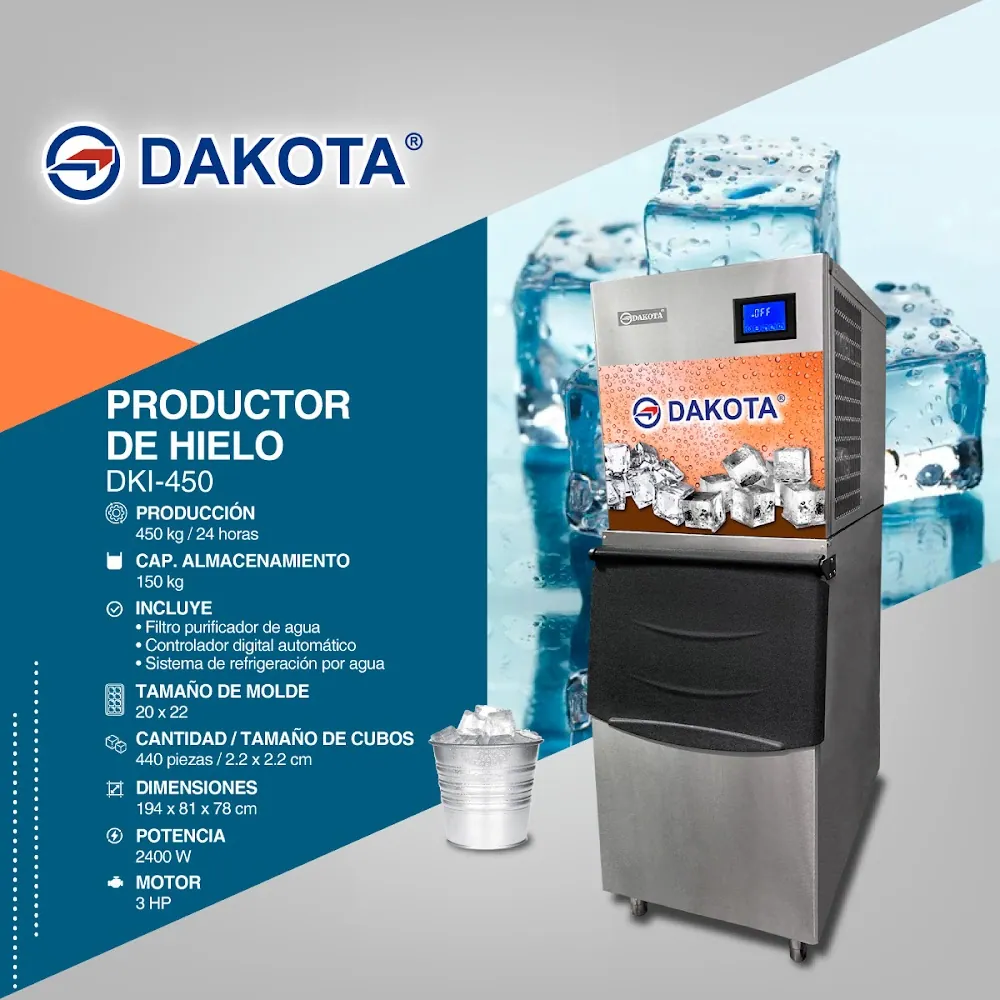 DAKOTA®
PRODUCTOR
DE HIELO
DKI-450
PRODUCCIÓN
450 kg / 24 horas
CAP. ALMACENAMIENTO
150 kg
INCLUYE
• Filtro purificador de agua
• Controlador digital automático
• Sistema de refrigeración por agua
TAMAÑO DE MOLDE
20 x 22
CANTIDAD / TAMAÑO DE CUBOS
440 piezas / 2.2 x 2.2 cm
DIMENSIONES
194 x 81 x 78 cm
POTENCIA
2400 W
MOTOR
3 HP
DAKOTA®
-OFF
DAKOTA®